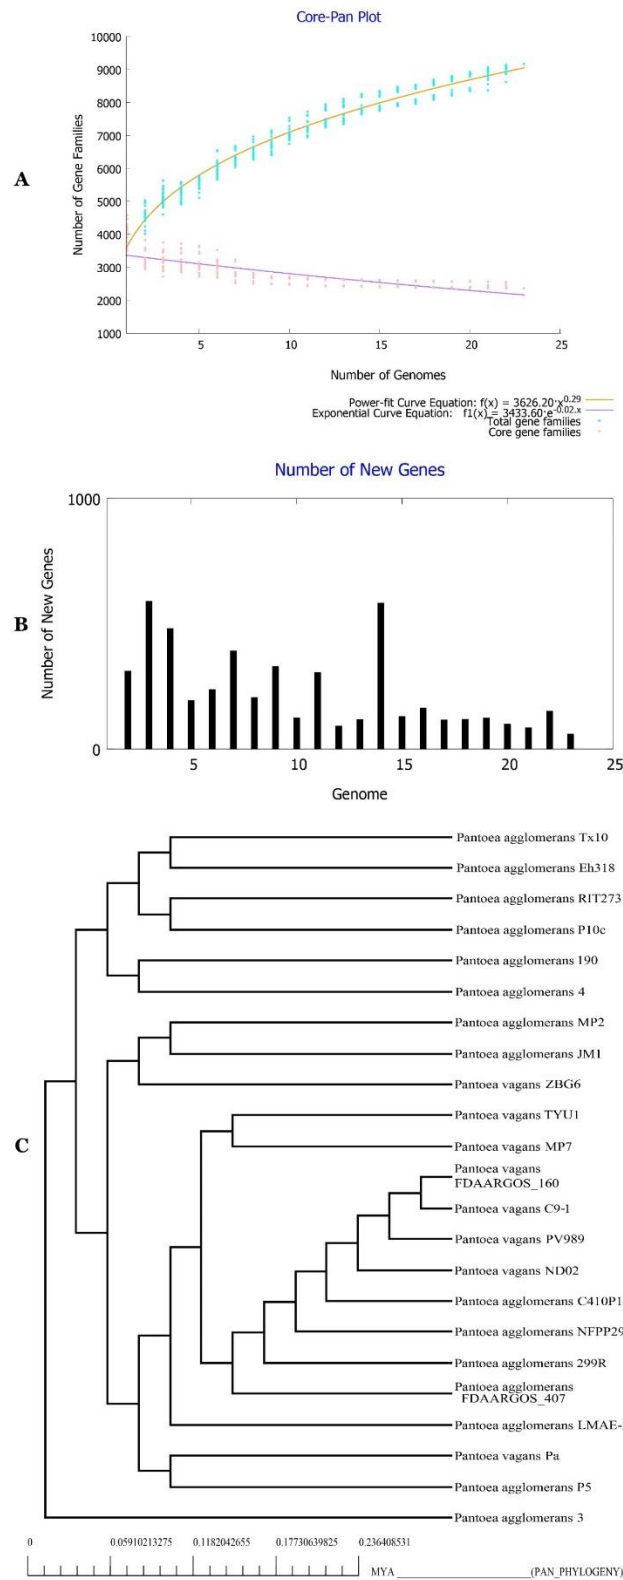 Core-Pan Plot
A
Number of Gene Families
10000
9000
8000
7000
6000
5000
4000
3000
2000
1000
5 10 15 20 25
Number of Genomes
Power-fit Curve Equation: f(x) = 3626.20·x^0.29
Exponential Curve Equation: f1(x) = 3433.60·e^-0.02.x
Total gene families
Core gene families
Number of New Genes
B
Number of New Genes
1000
0
5 10 15 20 25
Genome
C
Pantoea agglomerans Tx10
Pantoea agglomerans Eh318
Pantoea agglomerans RIT273
Pantoea agglomerans P10c
Pantoea agglomerans 190
Pantoea agglomerans 4
Pantoea agglomerans MP2
Pantoea agglomerans JM1
Pantoea vagans ZBG6
Pantoea vagans TYU1
Pantoea vagans MP7
Pantoea vagans
FDAARGOS_160
Pantoea vagans C9-1
Pantoea vagans PV989
Pantoea vagans ND02
Pantoea agglomerans C410P1
Pantoea agglomerans NFPP29
Pantoea agglomerans 299R
Pantoea agglomerans
FDAARGOS_407
Pantoea agglomerans LMAE-
Pantoea vagans Pa
Pantoea agglomerans P5
Pantoea agglomerans 3
0 0.05910213275 0.1182042655 0.17730639825 0.236408531
MYA (PAN_PHYLOGENY)